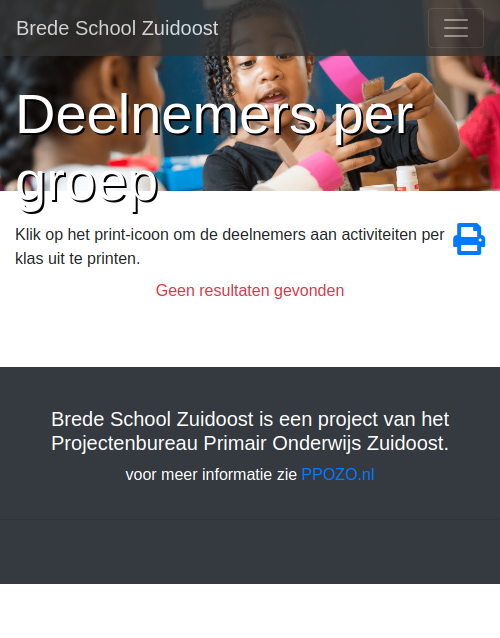 Brede School Zuidoost
Deelnemers per
groep
Klik op het print-icoon om de deelnemers aan activiteiten per
klas uit te printen.
Geen resultaten gevonden
Brede School Zuidoost is een project van het
Projectenbureau Primair Onderwijs Zuidoost.
voor meer informatie zie PPOZO.nl